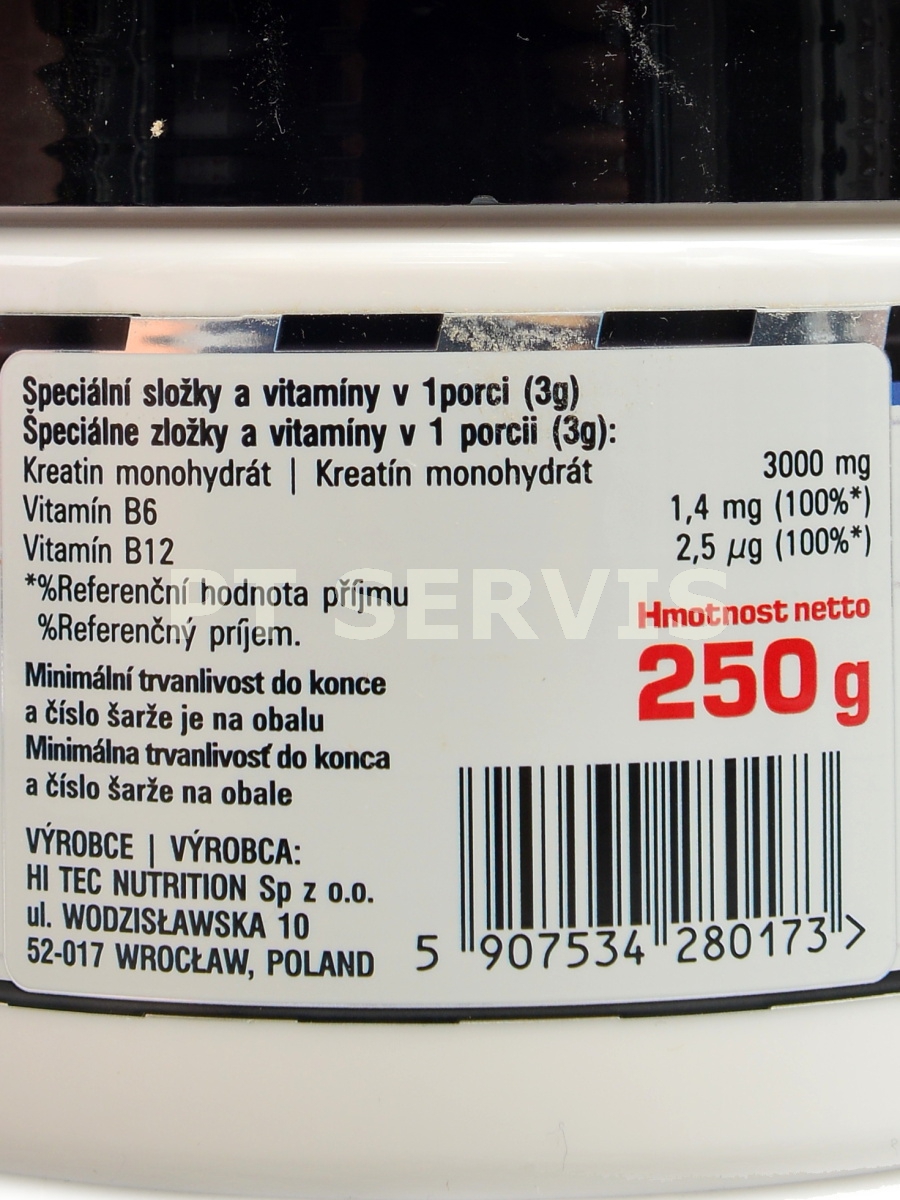 Speciální složky a vitamíny v 1porci (3g)
Špeciálne zložky a vitamíny v 1 porcii (3g):
Kreatin monohydrát | Kreatín monohydrát 3000 mg
Vitamín B6 1,4 mg (100%*)
Vitamín B12 2,5 µg (100%*)
*%Referenční hodnota příjmu
%Referenčný príjem.
PT SERVIS
Hmotnost netto
250 g
Minimální trvanlivost do konce
a číslo šarže je na obalu
Minimálna trvanlivosť do konca
a číslo šarže na obale
VÝROBCE | VÝROBCA:
HI TEC NUTRITION Sp z o.o.
ul. WODZISŁAWSKA 10
52-017 WROCŁAW, POLAND
5 907534 280173 >